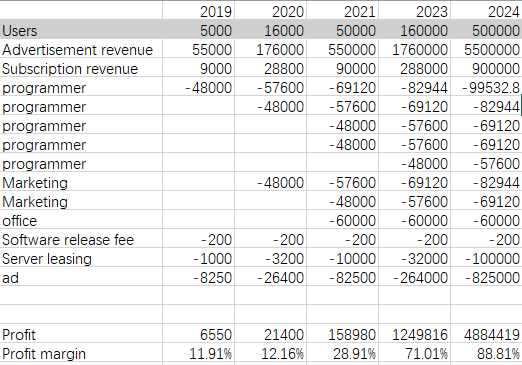 2019 2020 2021 2023 2024
Users 5000 16000 50000 160000 500000
Advertisement revenue 55000 176000 550000 1760000 5500000
Subscription revenue 9000 28800 90000 288000 900000
programmer -48000 -57600 -69120 -82944 -99532.8
programmer -48000 -57600 -69120 -82944
programmer -48000 -57600 -69120
programmer -48000 -57600 -69120
programmer -48000 -57600
Marketing -48000 -57600 -69120 -82944
Marketing -48000 -57600 -69120
office -60000 -60000 -60000
Software release fee -200 -200 -200 -200 -200
Server leasing -1000 -3200 -10000 -32000 -100000
ad -8250 -26400 -82500 -264000 -825000
Profit 6550 21400 158980 1249816 4884419
Profit margin 11.91% 12.16% 28.91% 71.01% 88.81%